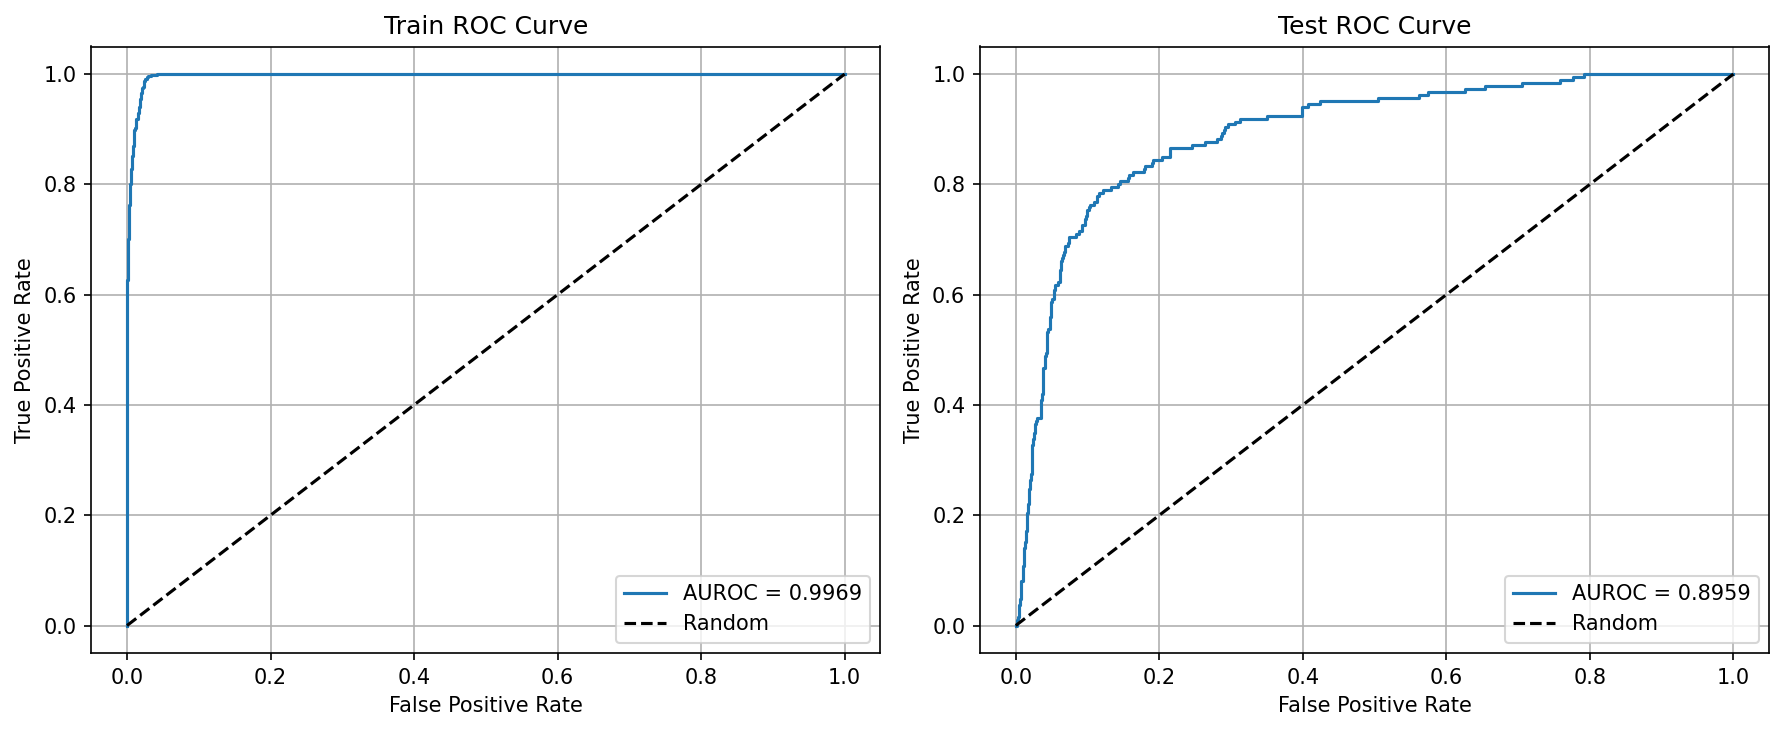 Train ROC Curve
1.0
0.8
0.6
0.4
0.2
0.0
True Positive Rate
0.0 0.2 0.4 0.6 0.8 1.0
False Positive Rate
AUROC = 0.9969
Random
Test ROC Curve
1.0
0.8
0.6
0.4
0.2
0.0
True Positive Rate
0.0 0.2 0.4 0.6 0.8 1.0
False Positive Rate
AUROC = 0.8959
Random